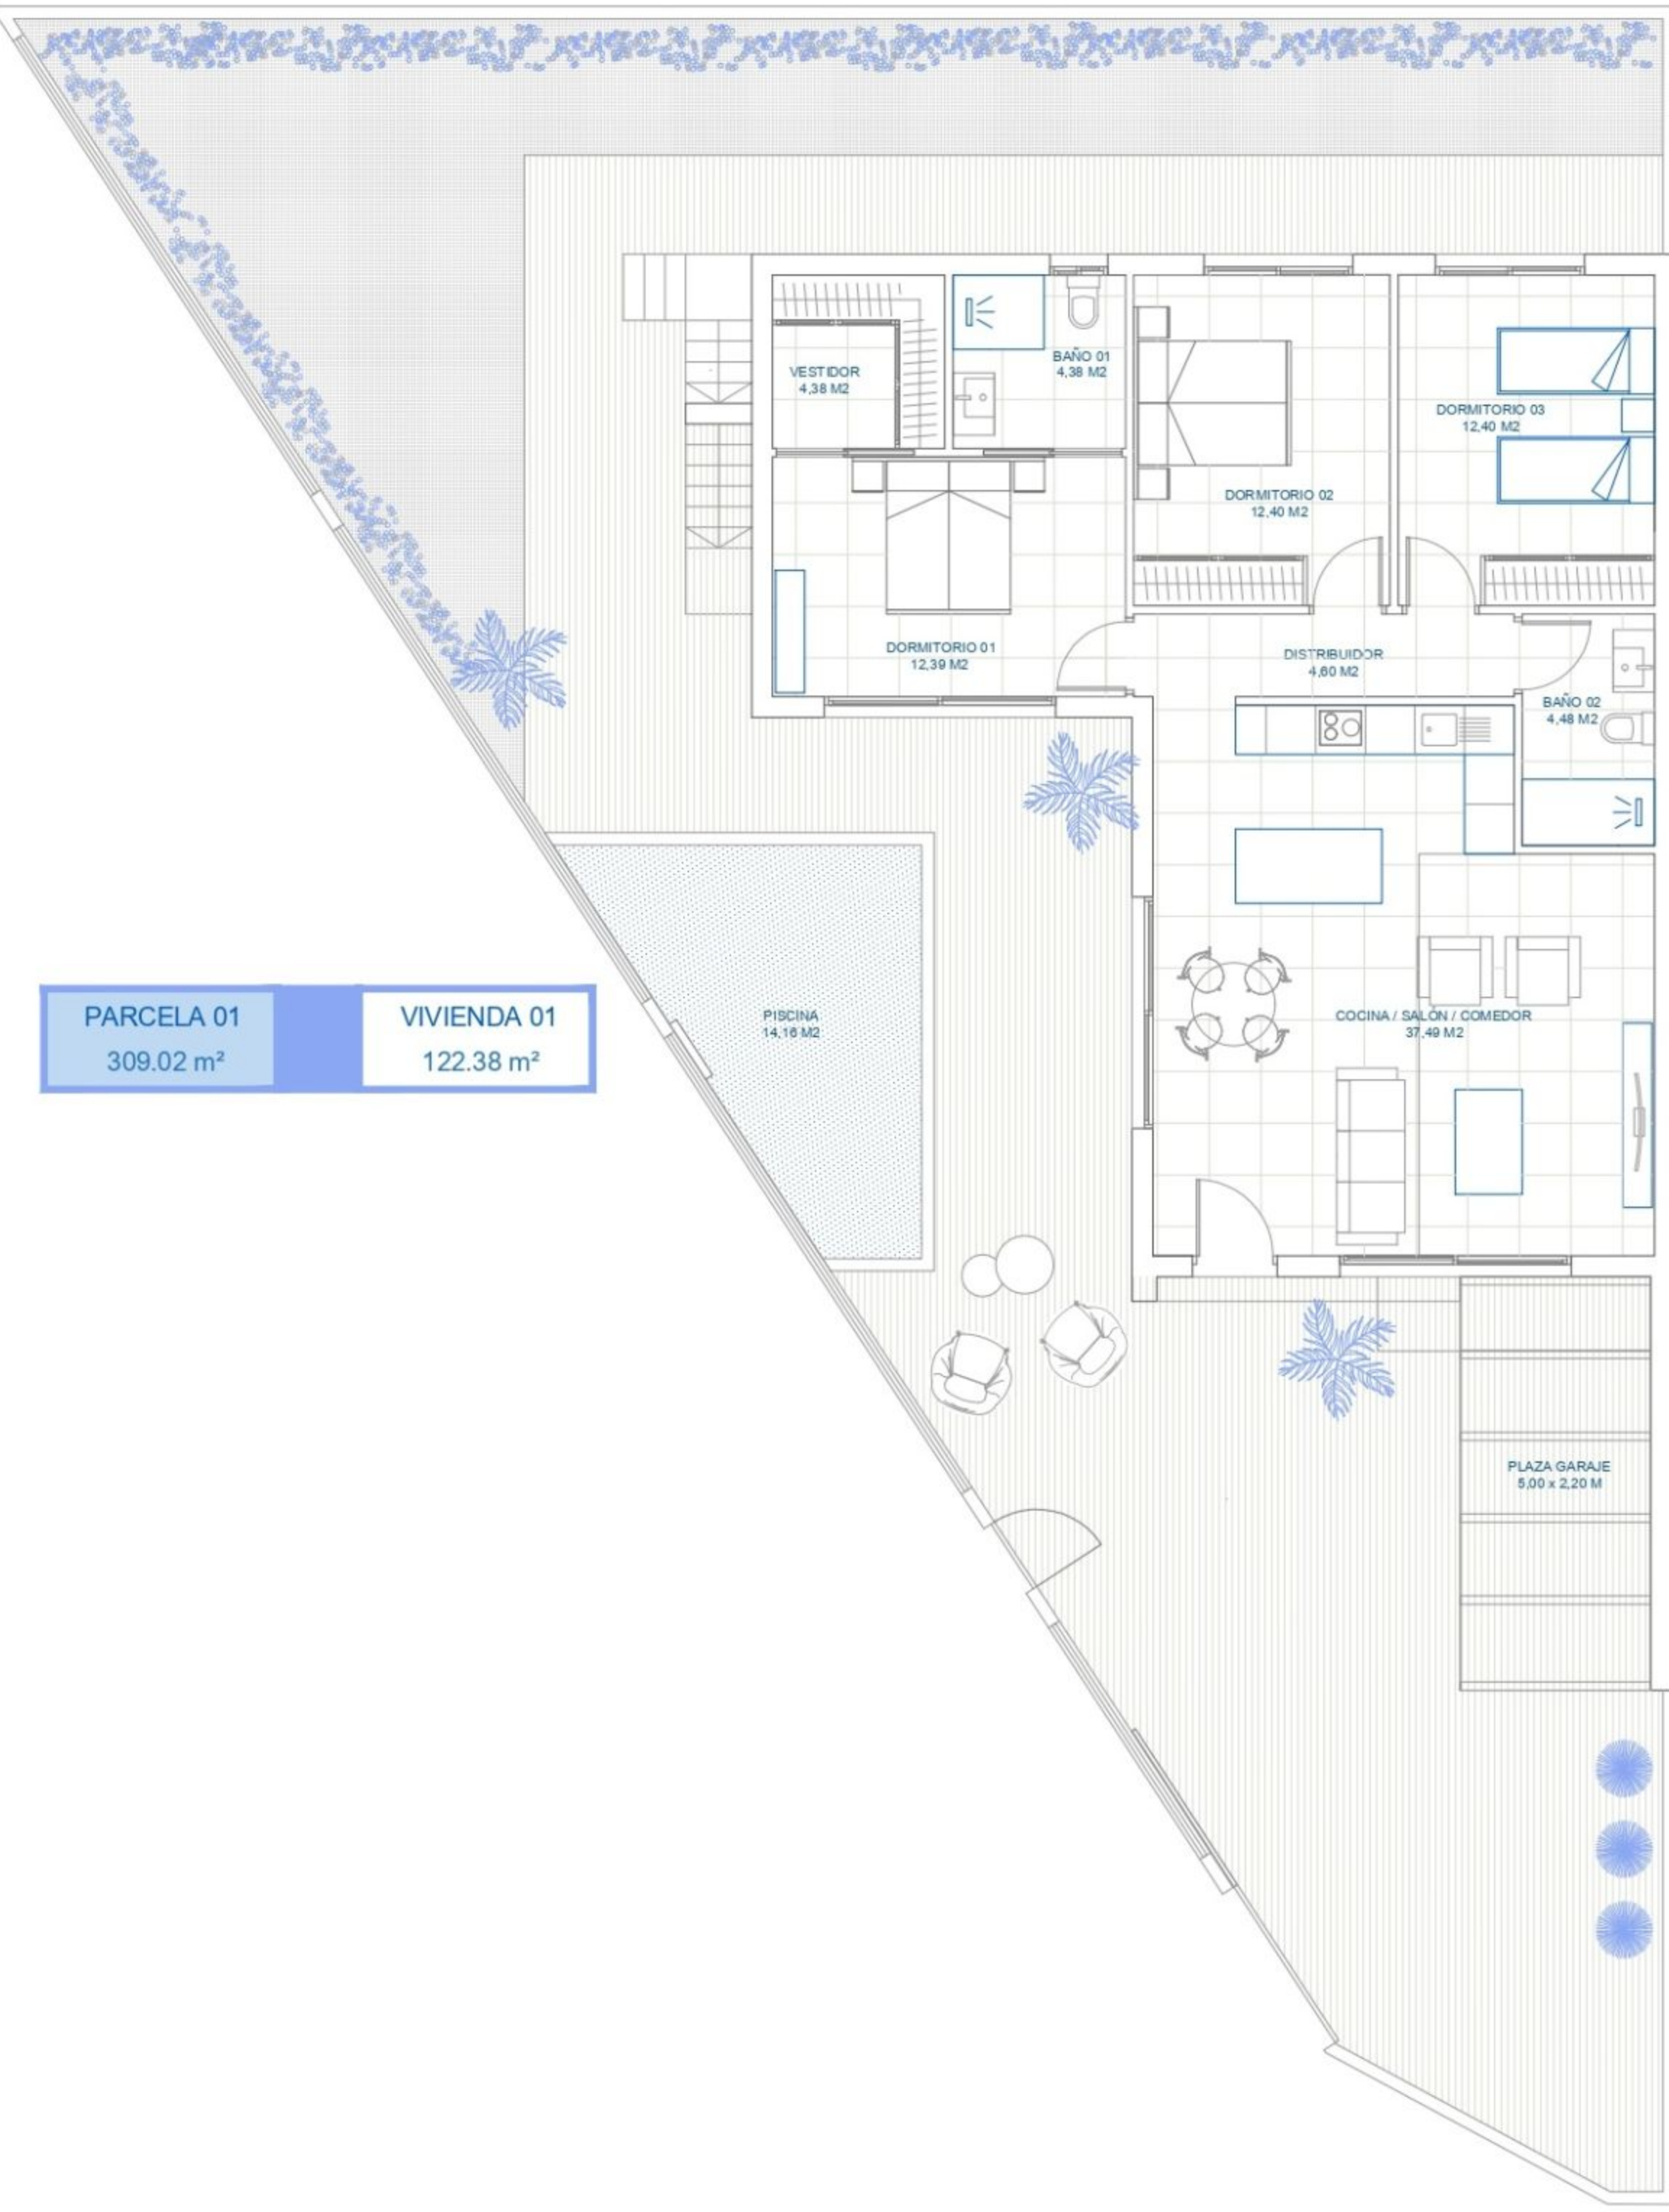 VESTIDOR
4,38 M2
BAÑO 01
4,38 M2
DORMITORIO 02
12,40 M2
DORMITORIO 03
12,40 M2
DORMITORIO 01
12,39 M2
DISTRIBUIDOR
4,60 M2
BAÑO 02
4,48 M2
PARCELA 01
309.02 m²
VIVIENDA 01
122.38 m²
PISCINA
14,16 M2
COCINA / SALÓN / COMEDOR
37,49 M2
PLAZA GARAJE
5,00 x 2,20 M